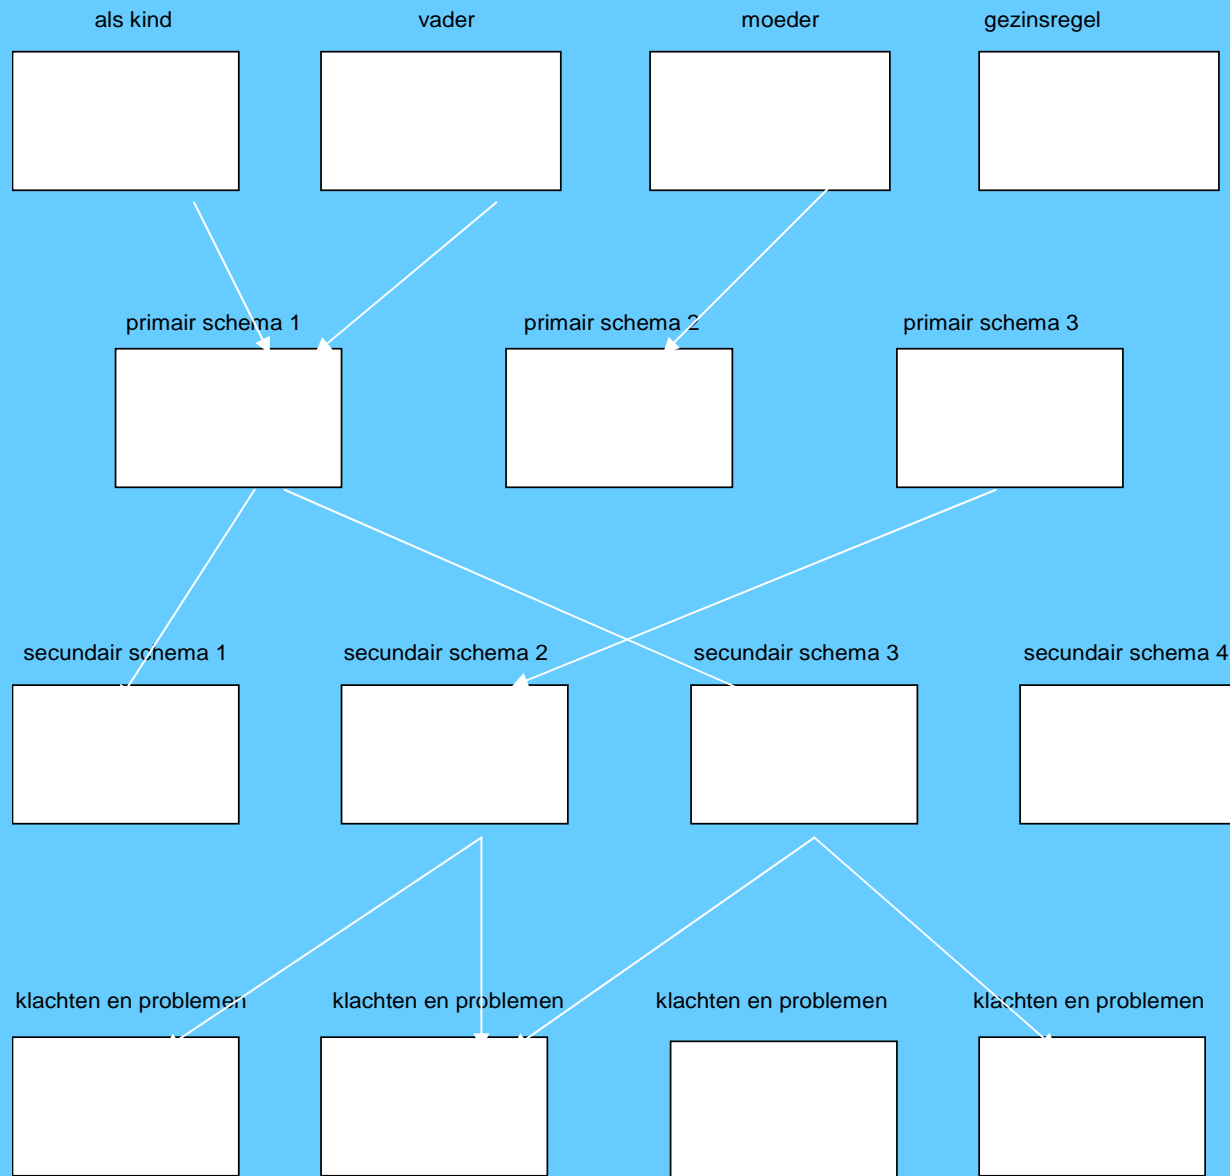 als kind
vader
moeder
gezinsregel
primair schema 1
primair schema 2
primair schema 3
secundair schema 1
secundair schema 2
secundair schema 3
secundair schema 4
klachten en problemen
klachten en problemen
klachten en problemen
klachten en problemen